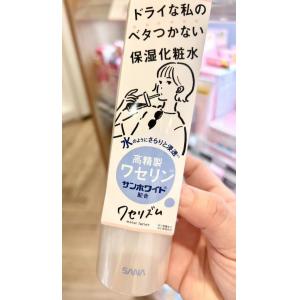 ドライな私の
ベタつかない
保湿化粧水
水のようにさらりと浸透
高精製
ワセリン
サンホワイト
配合
ワセリズム
water lotion
SANA